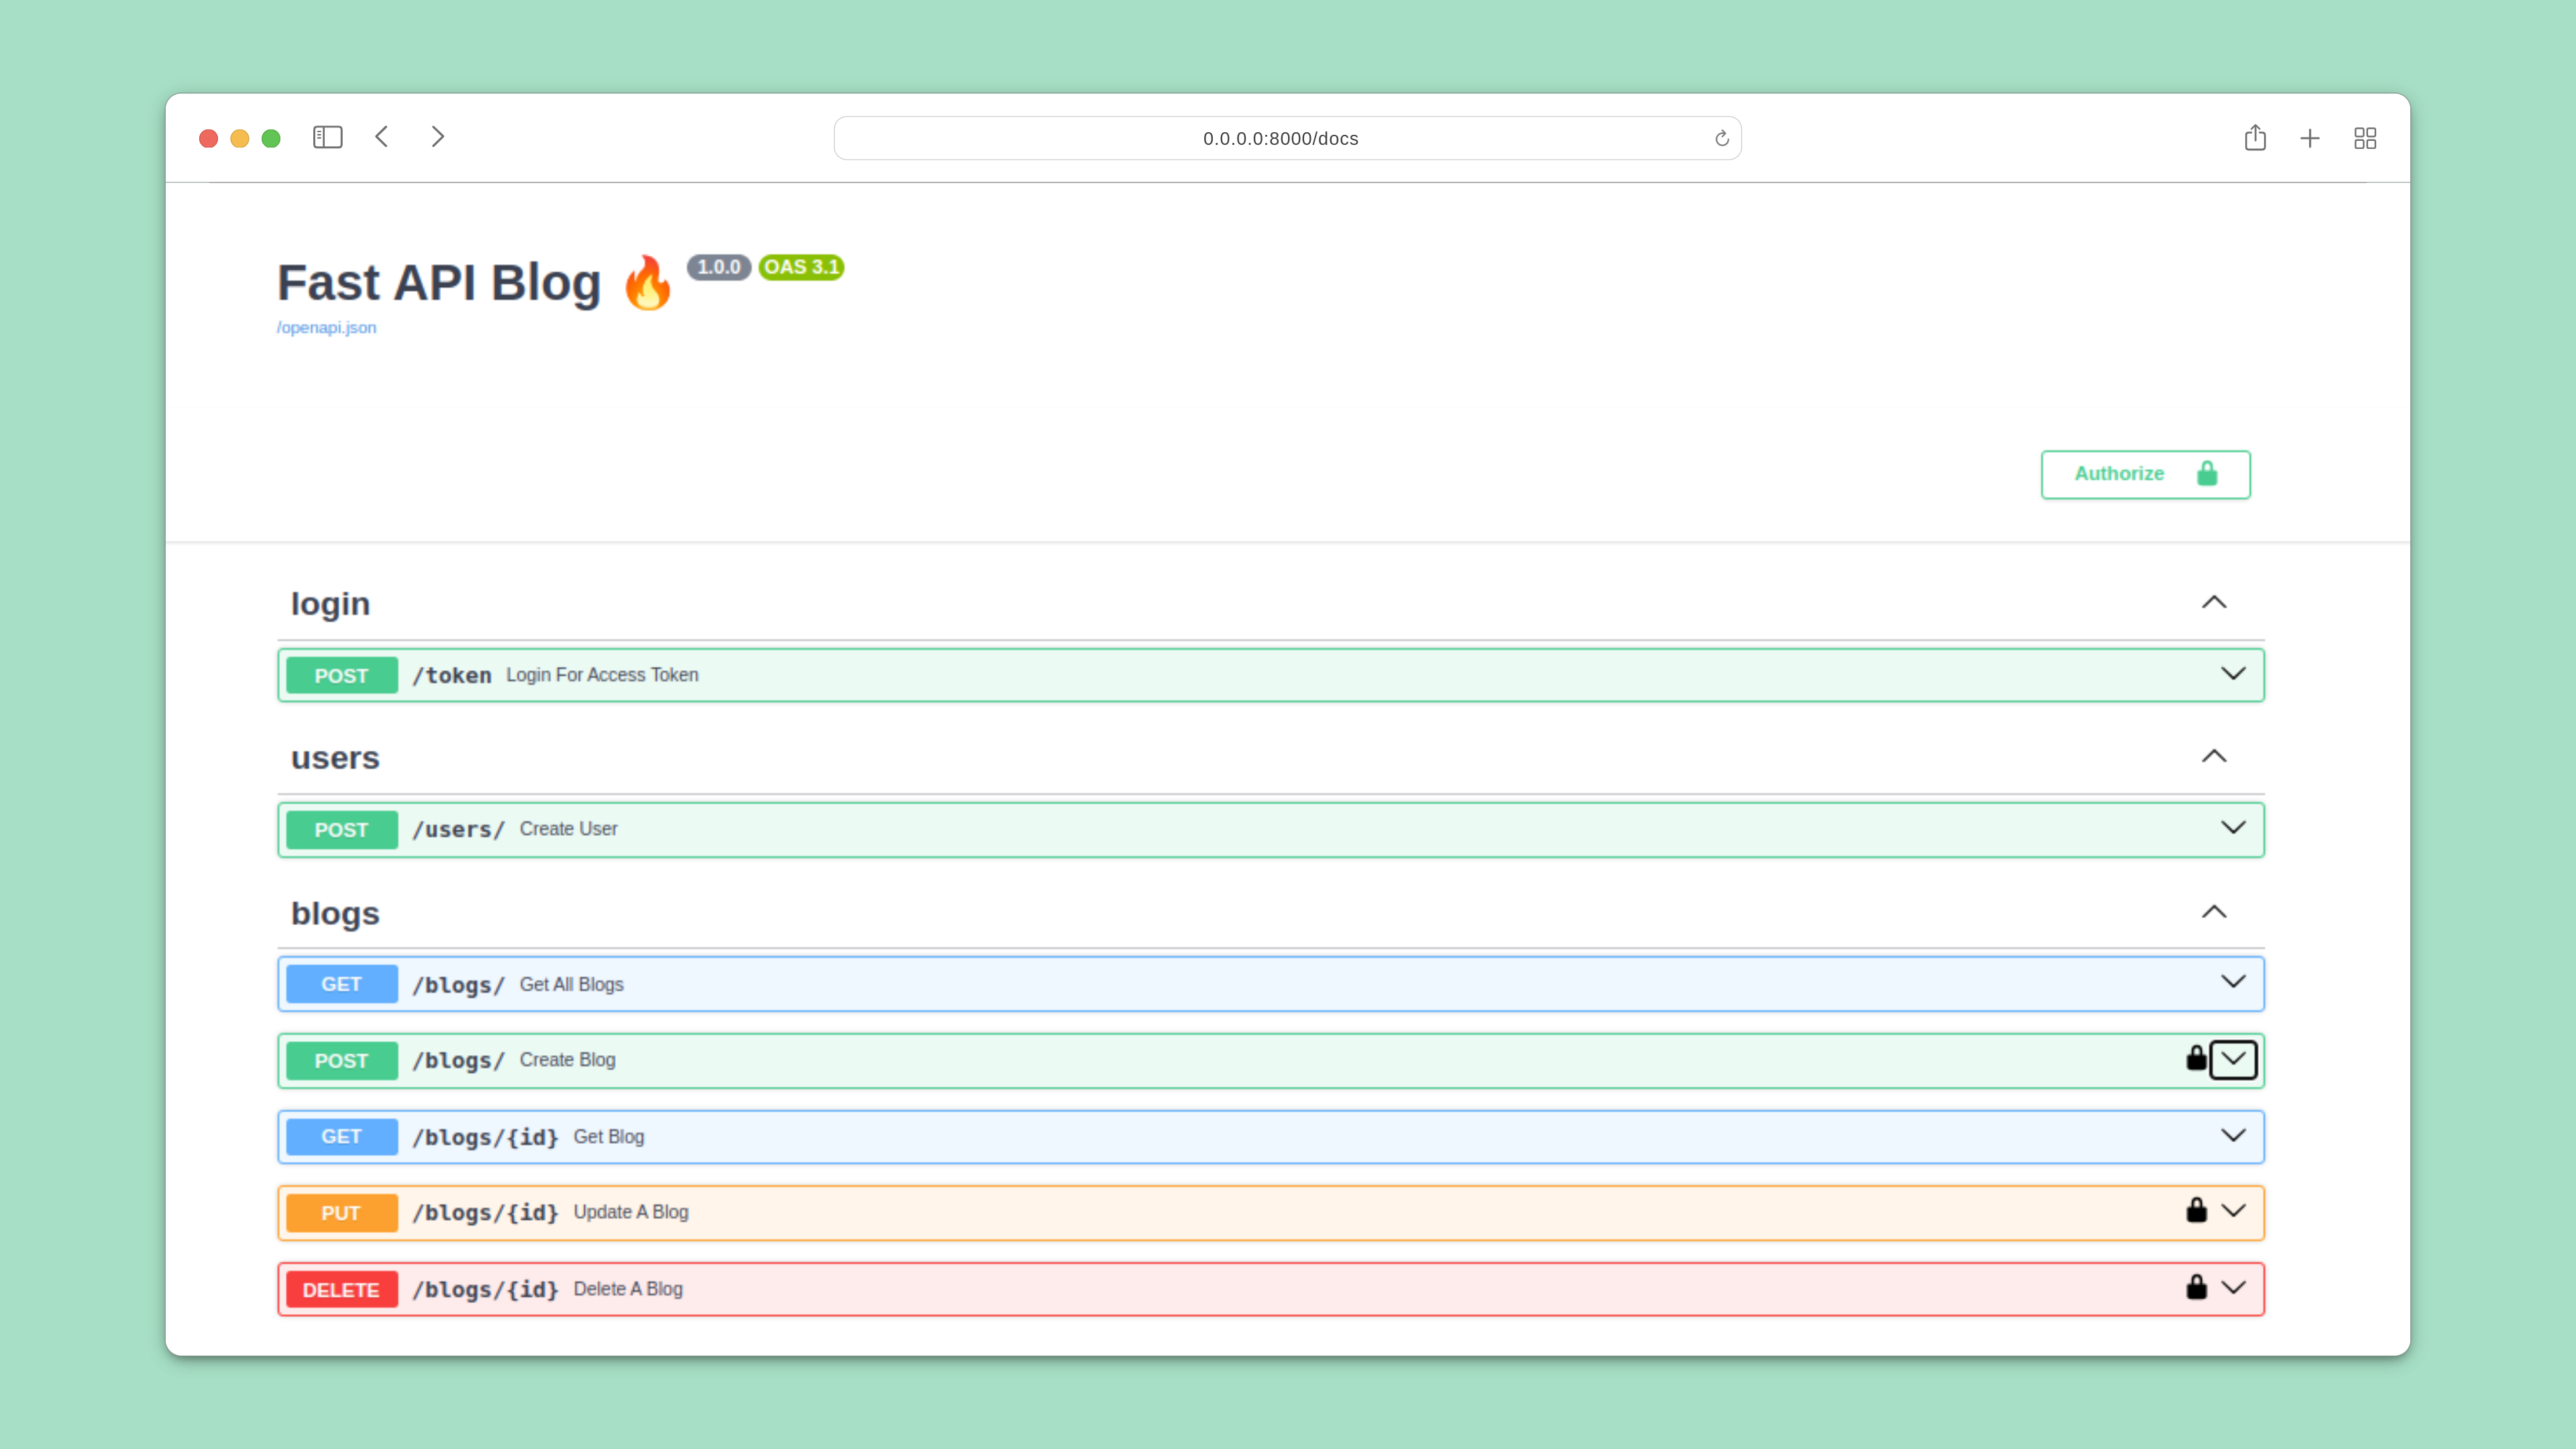 0.0.0.0:8000/docs
Fast API Blog 🔥 1.0.0 OAS 3.1
/openapi.json
Authorize
login
POST /token Login For Access Token
users
POST /users/ Create User
blogs
GET /blogs/ Get All Blogs
POST /blogs/ Create Blog
GET /blogs/{id} Get Blog
PUT /blogs/{id} Update A Blog
DELETE /blogs/{id} Delete A Blog